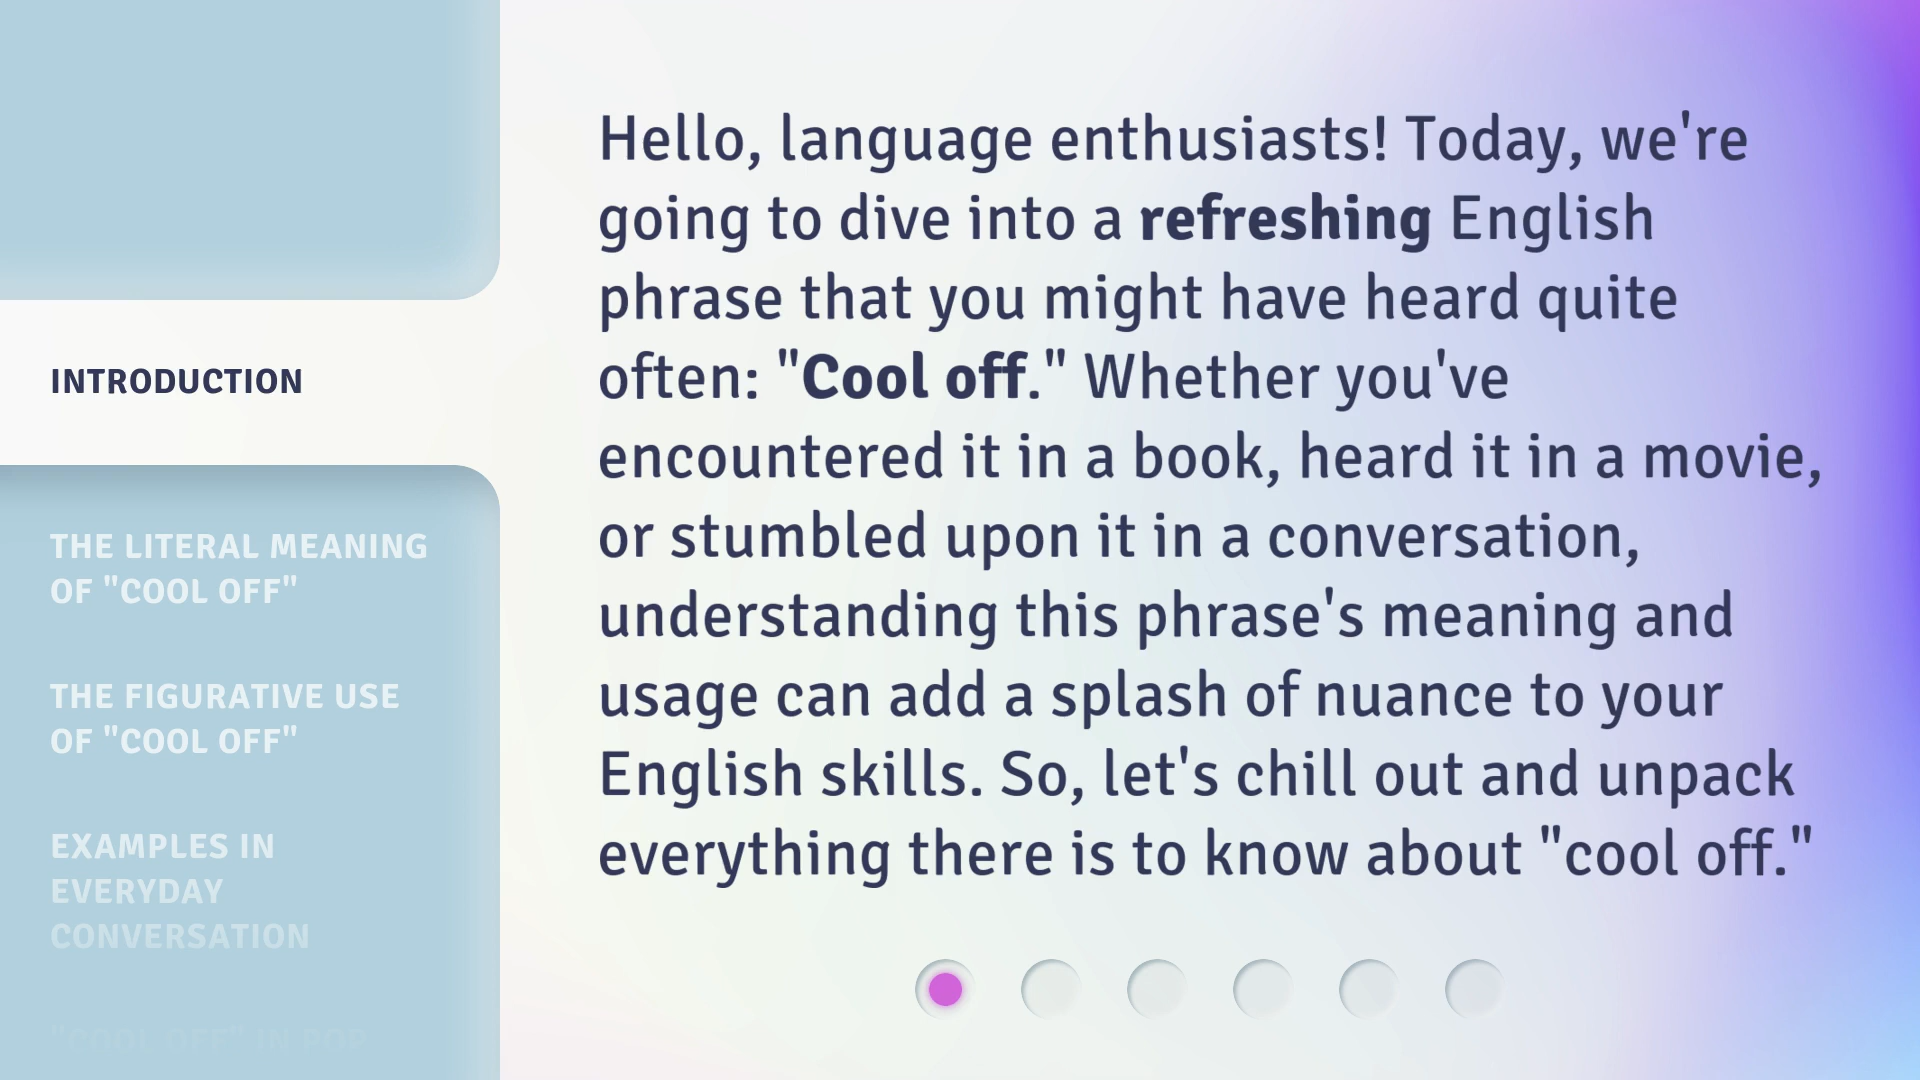 INTRODUCTION
THE LITERAL MEANING
OF "COOL OFF"
THE FIGURATIVE USE
OF "COOL OFF"
EXAMPLES IN
EVERYDAY
CONVERSATION
"COOL OFF" IN POP
Hello, language enthusiasts! Today, we're
going to dive into a refreshing English
phrase that you might have heard quite
often: "Cool off." Whether you've
encountered it in a book, heard it in a movie,
or stumbled upon it in a conversation,
understanding this phrase's meaning and
usage can add a splash of nuance to your
English skills. So, let's chill out and unpack
everything there is to know about "cool off."